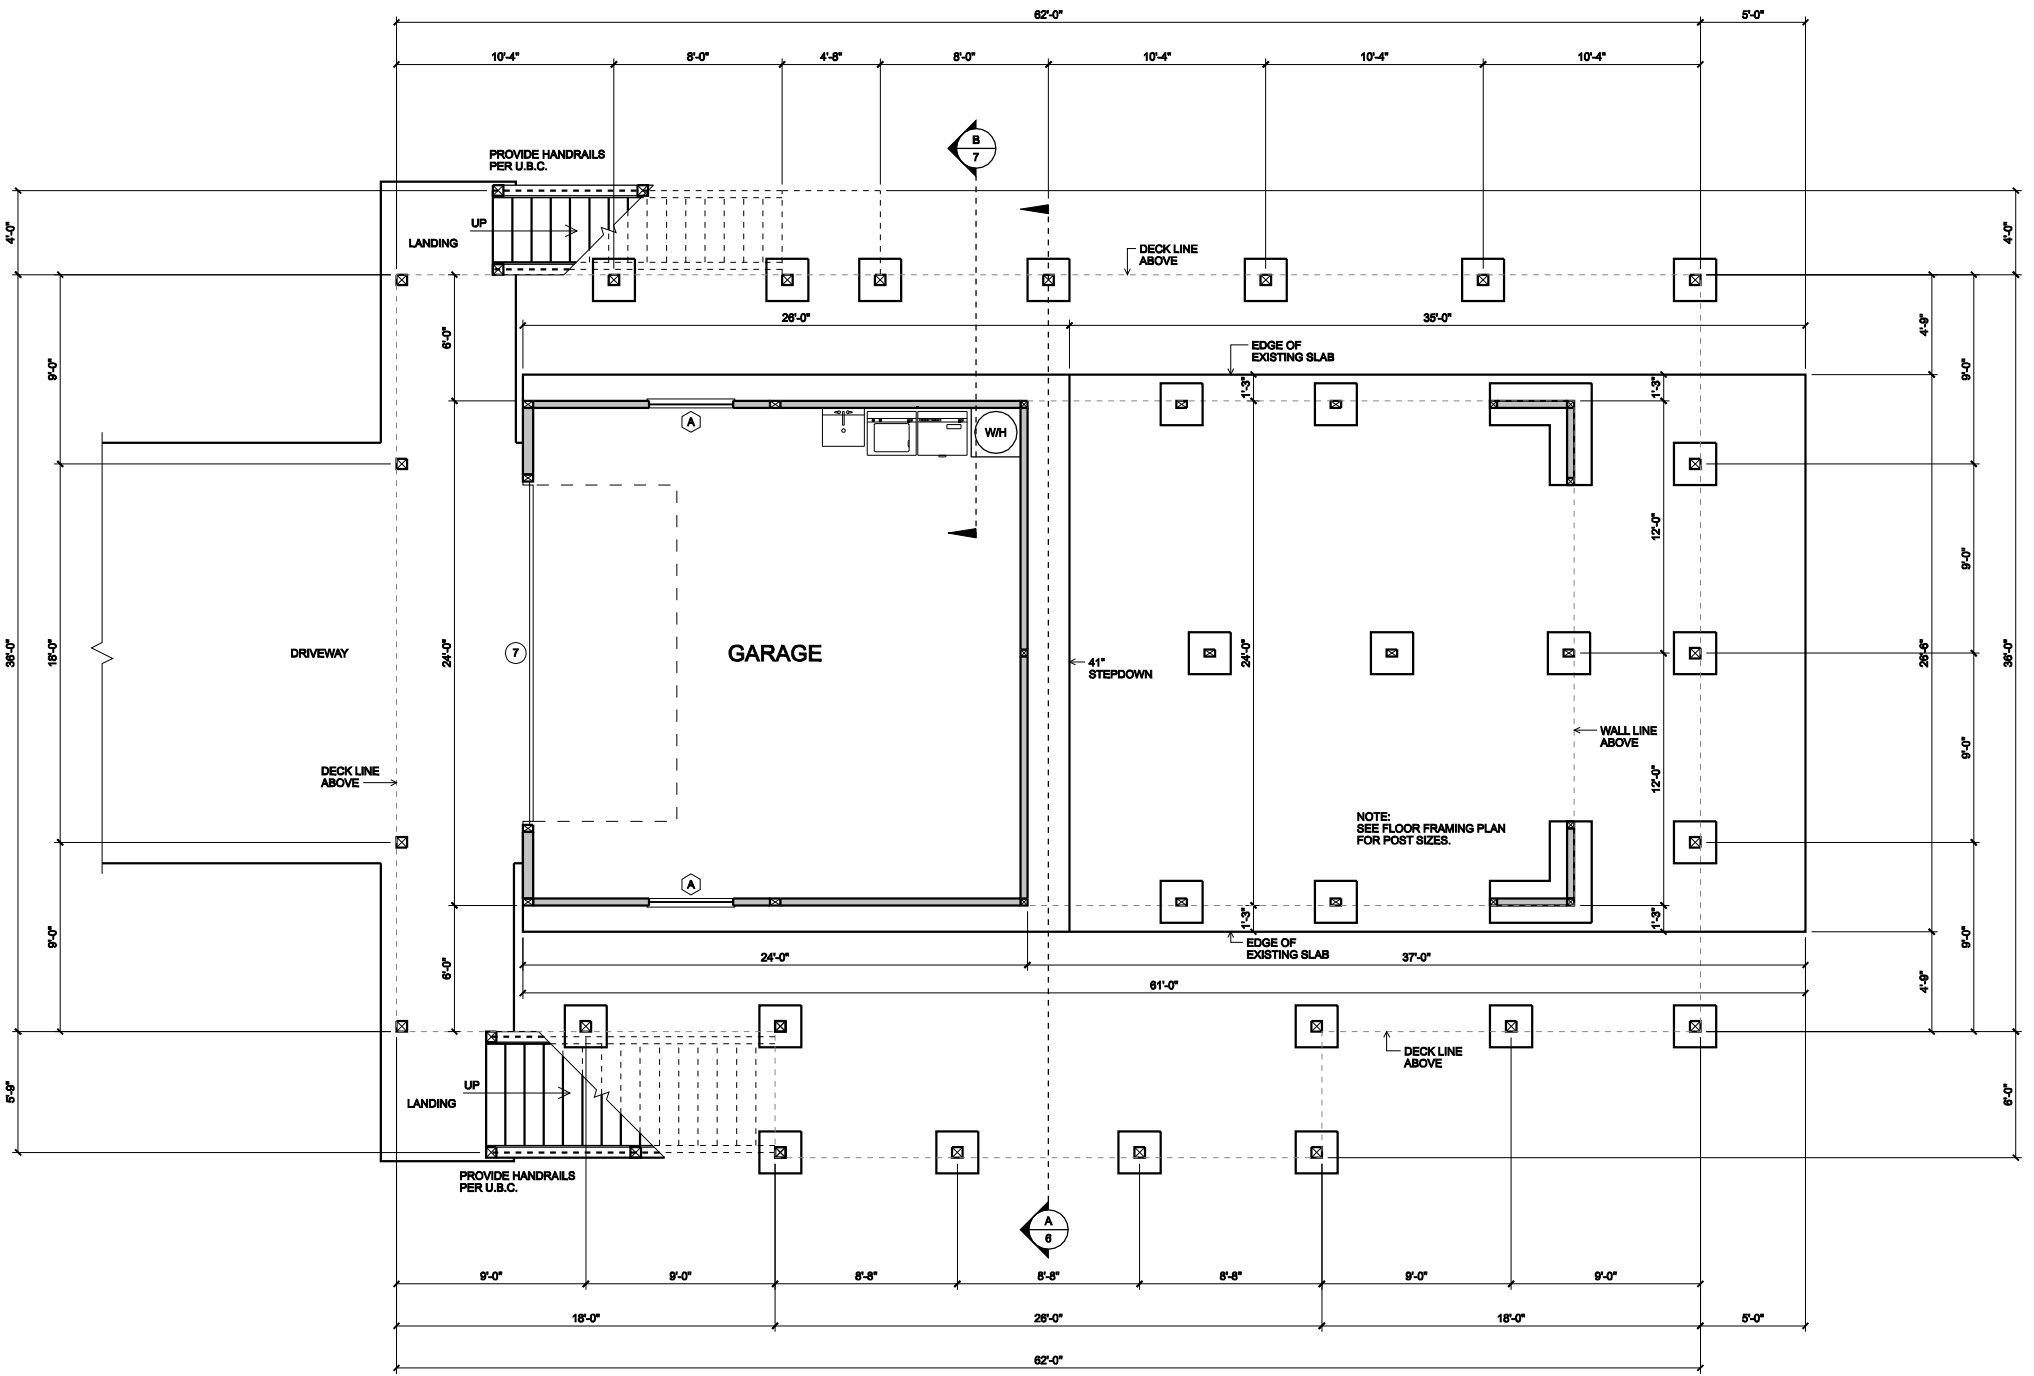 62'-0"
5'-0"
10'-4"
8'-0"
4'-8"
8'-0"
10'-4"
10'-4"
10'-4"
B
7
PROVIDE HANDRAILS
PER U.B.C.
UP
LANDING
4'-0"
4'-0"
DECK LINE
ABOVE
26'-0"
35'-0"
6'-0"
4'-9"
9'-0"
9'-0"
EDGE OF
EXISTING SLAB
1'-3"
1'-3"
A
W/H
12'-0"
9'-0"
36'-0"
18'-0"
DRIVEWAY
24'-0"
7
GARAGE
41"
STEPDOWN
24'-0"
26'-6"
36'-0"
WALL LINE
ABOVE
9'-0"
DECK LINE
ABOVE
12'-0"
NOTE:
SEE FLOOR FRAMING PLAN
FOR POST SIZES.
A
1'-3"
1'-3"
9'-0"
9'-0"
EDGE OF
EXISTING SLAB
6'-0"
24'-0"
37'-0"
4'-9"
61'-0"
DECK LINE
ABOVE
5'-9"
UP
LANDING
6'-0"
PROVIDE HANDRAILS
PER U.B.C.
A
6
9'-0"
9'-0"
8'-8"
8'-8"
8'-8"
9'-0"
9'-0"
18'-0"
26'-0"
18'-0"
5'-0"
62'-0"